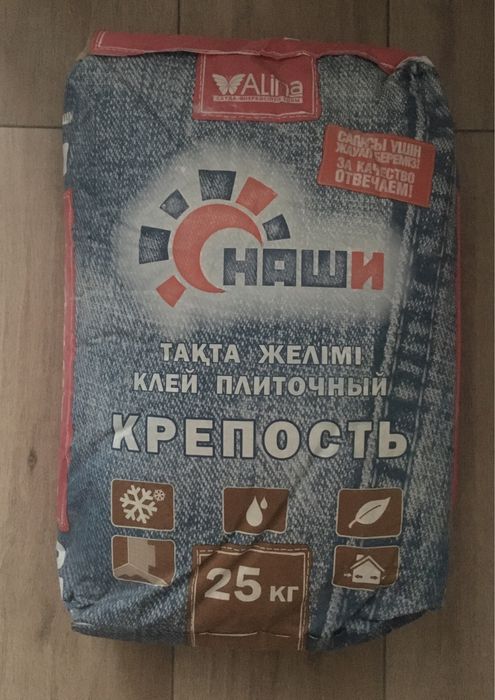 ALina
САПАСЫ ҮШІН
ЖАУАП БЕРЕМІЗ!
ЗА КАЧЕСТВО
ОТВЕЧАЕМ!
НАШИ
ТАҚТА ЖЕЛІМІ
КЛЕЙ ПЛИТОЧНЫЙ
КРЕПОСТЬ
25 КГ